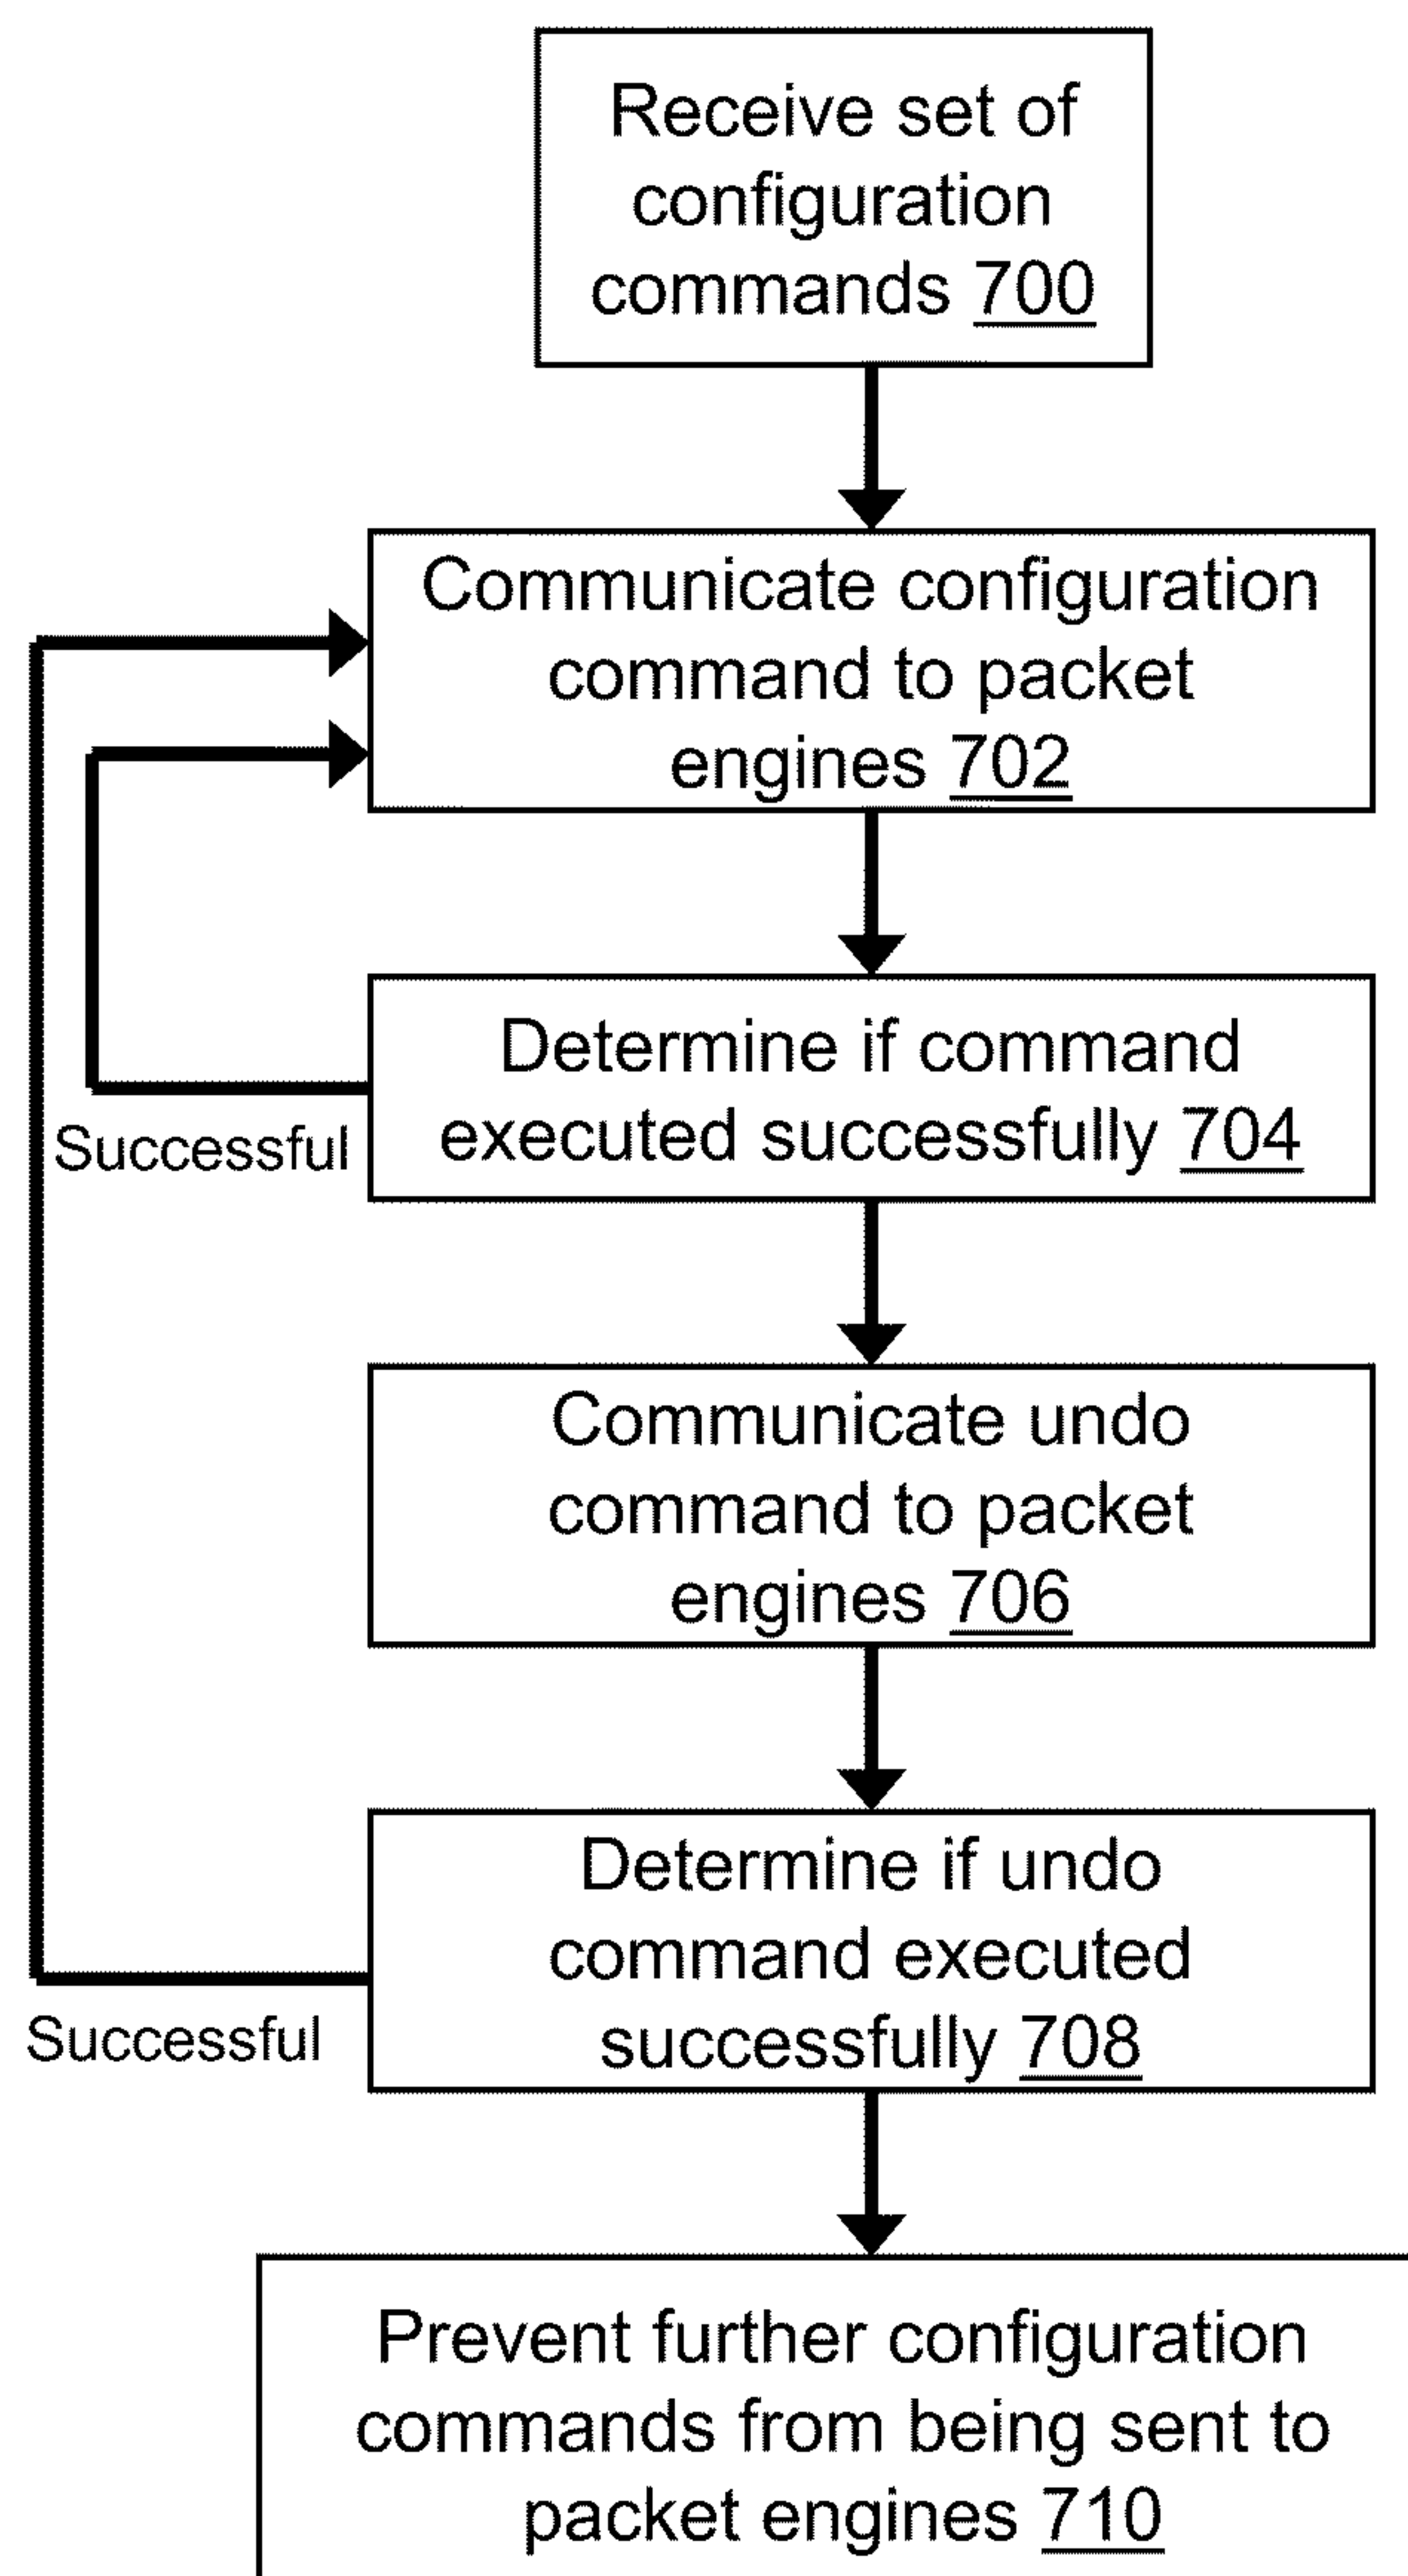 Receive set of
configuration
commands 700
Communicate configuration
command to packet
engines 702
Determine if command
executed successfully 704
Successful
Communicate undo
command to packet
engines 706
Determine if undo
command executed
successfully 708
Successful
Prevent further configuration
commands from being sent to
packet engines 710